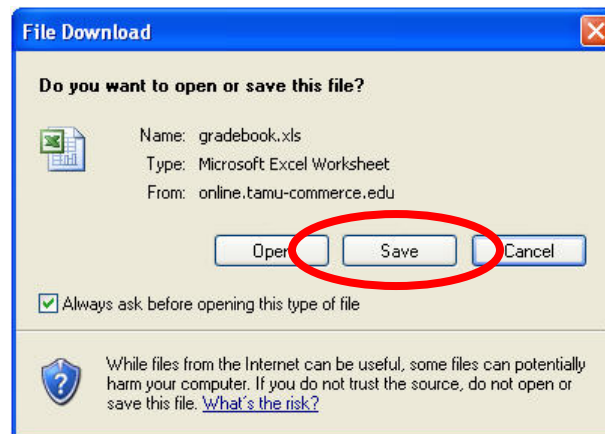 File Download
Do you want to open or save this file?
Name: gradebook.xls
Type: Microsoft Excel Worksheet
From: online.tamu-commerce.edu
Open Save Cancel
Always ask before opening this type of file
While files from the Internet can be useful, some files can potentially
harm your computer. If you do not trust the source, do not open or
save this file. What's the risk?